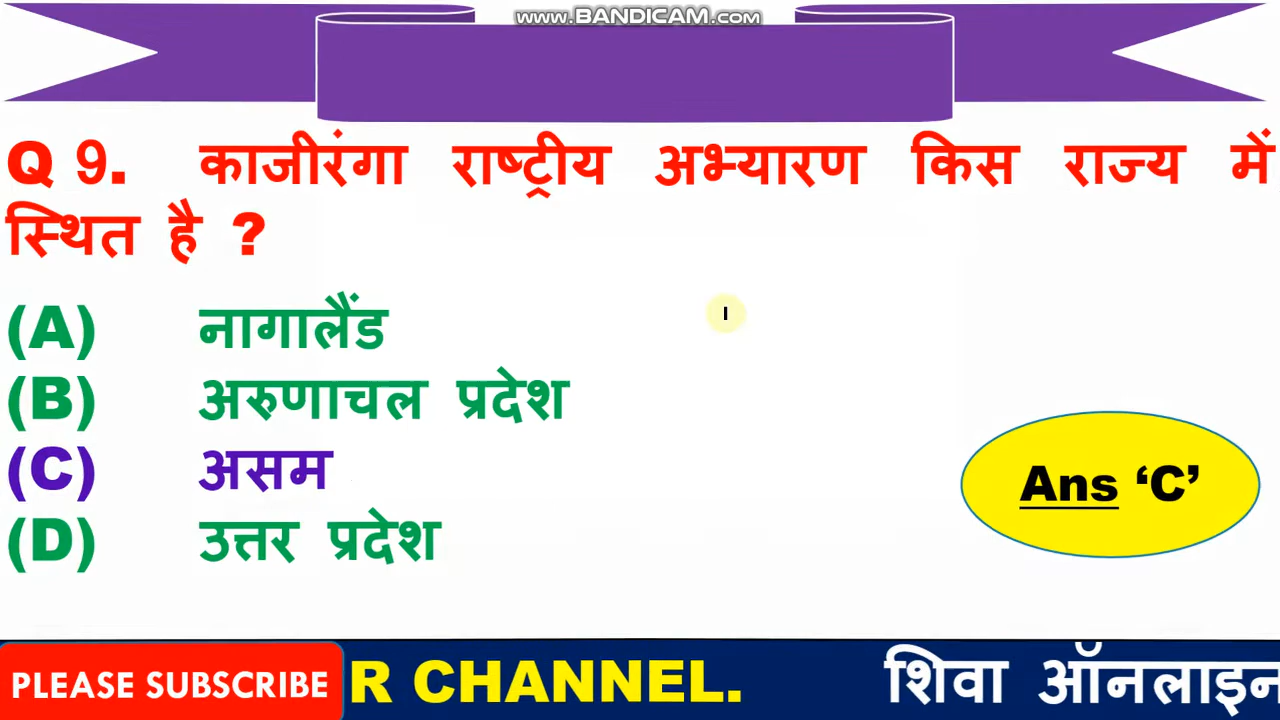 www.BANDICAM.com
Q 9. काजीरंगा राष्ट्रीय अभ्यारण किस राज्य में
स्थित है ?
(A) नागालैंड
(B) अरुणाचल प्रदेश
(C) असम
(D) उत्तर प्रदेश
Ans ‘C’
PLEASE SUBSCRIBE R CHANNEL. शिवा ऑनलाइन